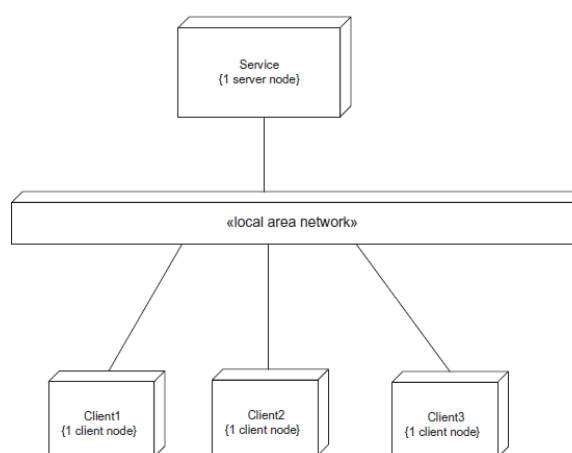 Service
{1 server node}
«local area network»
Client1
{1 client node}
Client2
{1 client node}
Client3
{1 client node}